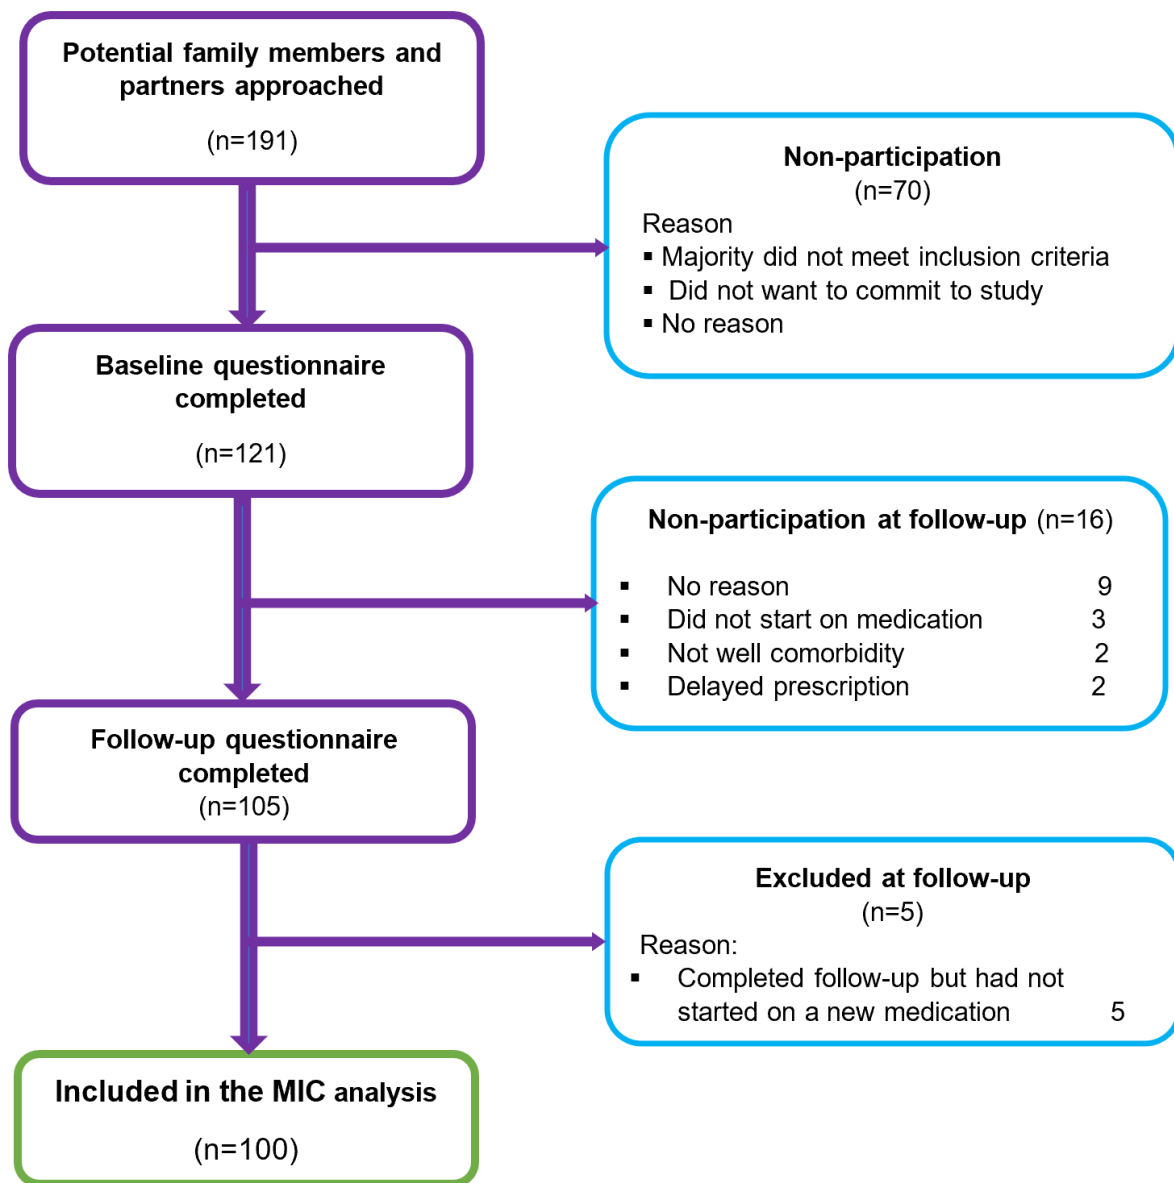 Potential family members and
partners approached
(n=191)
Non-participation
(n=70)
Reason
▪ Majority did not meet inclusion criteria
▪ Did not want to commit to study
▪ No reason
Baseline questionnaire
completed
(n=121)
Non-participation at follow-up (n=16)
▪ No reason 9
▪ Did not start on medication 3
▪ Not well comorbidity 2
▪ Delayed prescription 2
Follow-up questionnaire
completed
(n=105)
Excluded at follow-up
(n=5)
Reason:
▪ Completed follow-up but had not
started on a new medication 5
Included in the MIC analysis
(n=100)